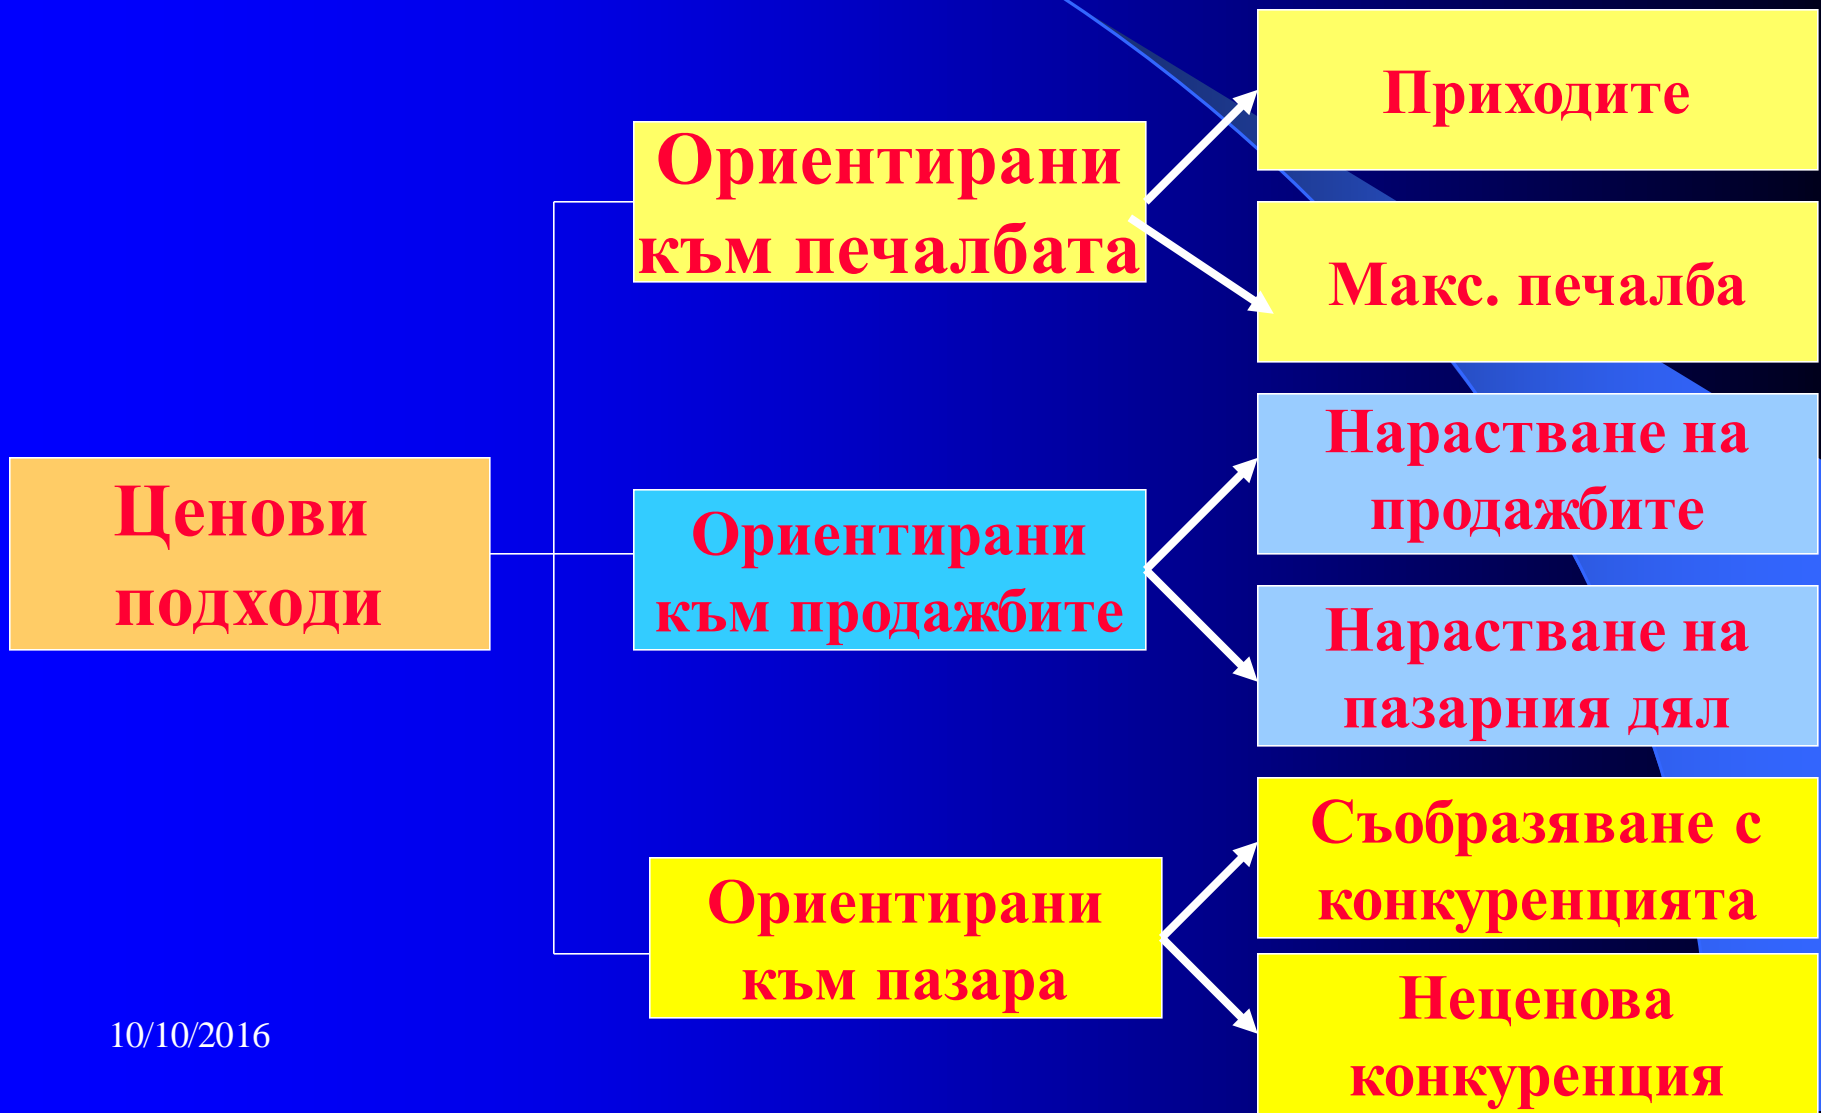 Ценови
подходи
Ориентирани
към печалбата
Приходите
Макс. печалба
Ориентирани
към продажбите
Нарастване на
продажбите
Нарастване на
пазарния дял
Ориентирани
към пазара
Съобразяване с
конкуренцията
Неценова
конкуренция
10/10/2016